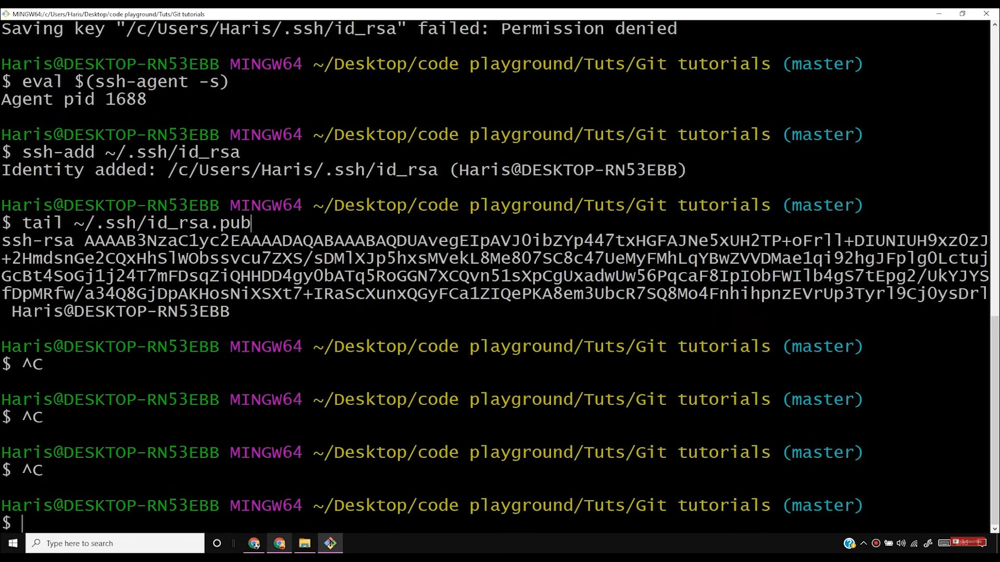 MINGW64:/c/Users/Haris/Desktop/code playground/Tuts/Git tutorials
Saving key "/c/Users/Haris/.ssh/id_rsa" failed: Permission denied
Haris@DESKTOP-RN53EBB MINGW64 ~/Desktop/code playground/Tuts/Git tutorials (master)
$ eval $(ssh-agent -s)
Agent pid 1688
Haris@DESKTOP-RN53EBB MINGW64 ~/Desktop/code playground/Tuts/Git tutorials (master)
$ ssh-add ~/.ssh/id_rsa
Identity added: /c/Users/Haris/.ssh/id_rsa (Haris@DESKTOP-RN53EBB)
Haris@DESKTOP-RN53EBB MINGW64 ~/Desktop/code playground/Tuts/Git tutorials (master)
$ tail ~/.ssh/id_rsa.pub
ssh-rsa AAAAB3NzaC1yc2EAAAADAQABAAABAQDUAvegEIpAVJOibZYp447txHGFAJNe5xUH2TP+oFrll+DIUNIUH9xzOzJ
+2HmdsnGe2CQxHhSlWObssvcu7ZXS/sDMlXJp5hxsMVekL8Me8O7SC8c47UeMyFMhLqYBwZVVDMae1qi92hgJFplgOLctuj
GcBt4SoGj1j24T7mFDsqZiQHHDD4gy0bATq5RoGGN7XCQvn51sXpCgUxadwUw56PqcaF8IpIObFWIlb4gS7tEpg2/UkYJYS
fDpMRfw/a34Q8GjDpAKHosNiXSXt7+IRaScXunxQGyFCa1ZIQePKA8em3UbcR7SQ8Mo4FnhihpnzEVrUp3Tyrl9CjOysDrl
Haris@DESKTOP-RN53EBB
Haris@DESKTOP-RN53EBB MINGW64 ~/Desktop/code playground/Tuts/Git tutorials (master)
$ ^C
Haris@DESKTOP-RN53EBB MINGW64 ~/Desktop/code playground/Tuts/Git tutorials (master)
$ ^C
Haris@DESKTOP-RN53EBB MINGW64 ~/Desktop/code playground/Tuts/Git tutorials (master)
$ ^C
Haris@DESKTOP-RN53EBB MINGW64 ~/Desktop/code playground/Tuts/Git tutorials (master)
$
Type here to search
Subscribe